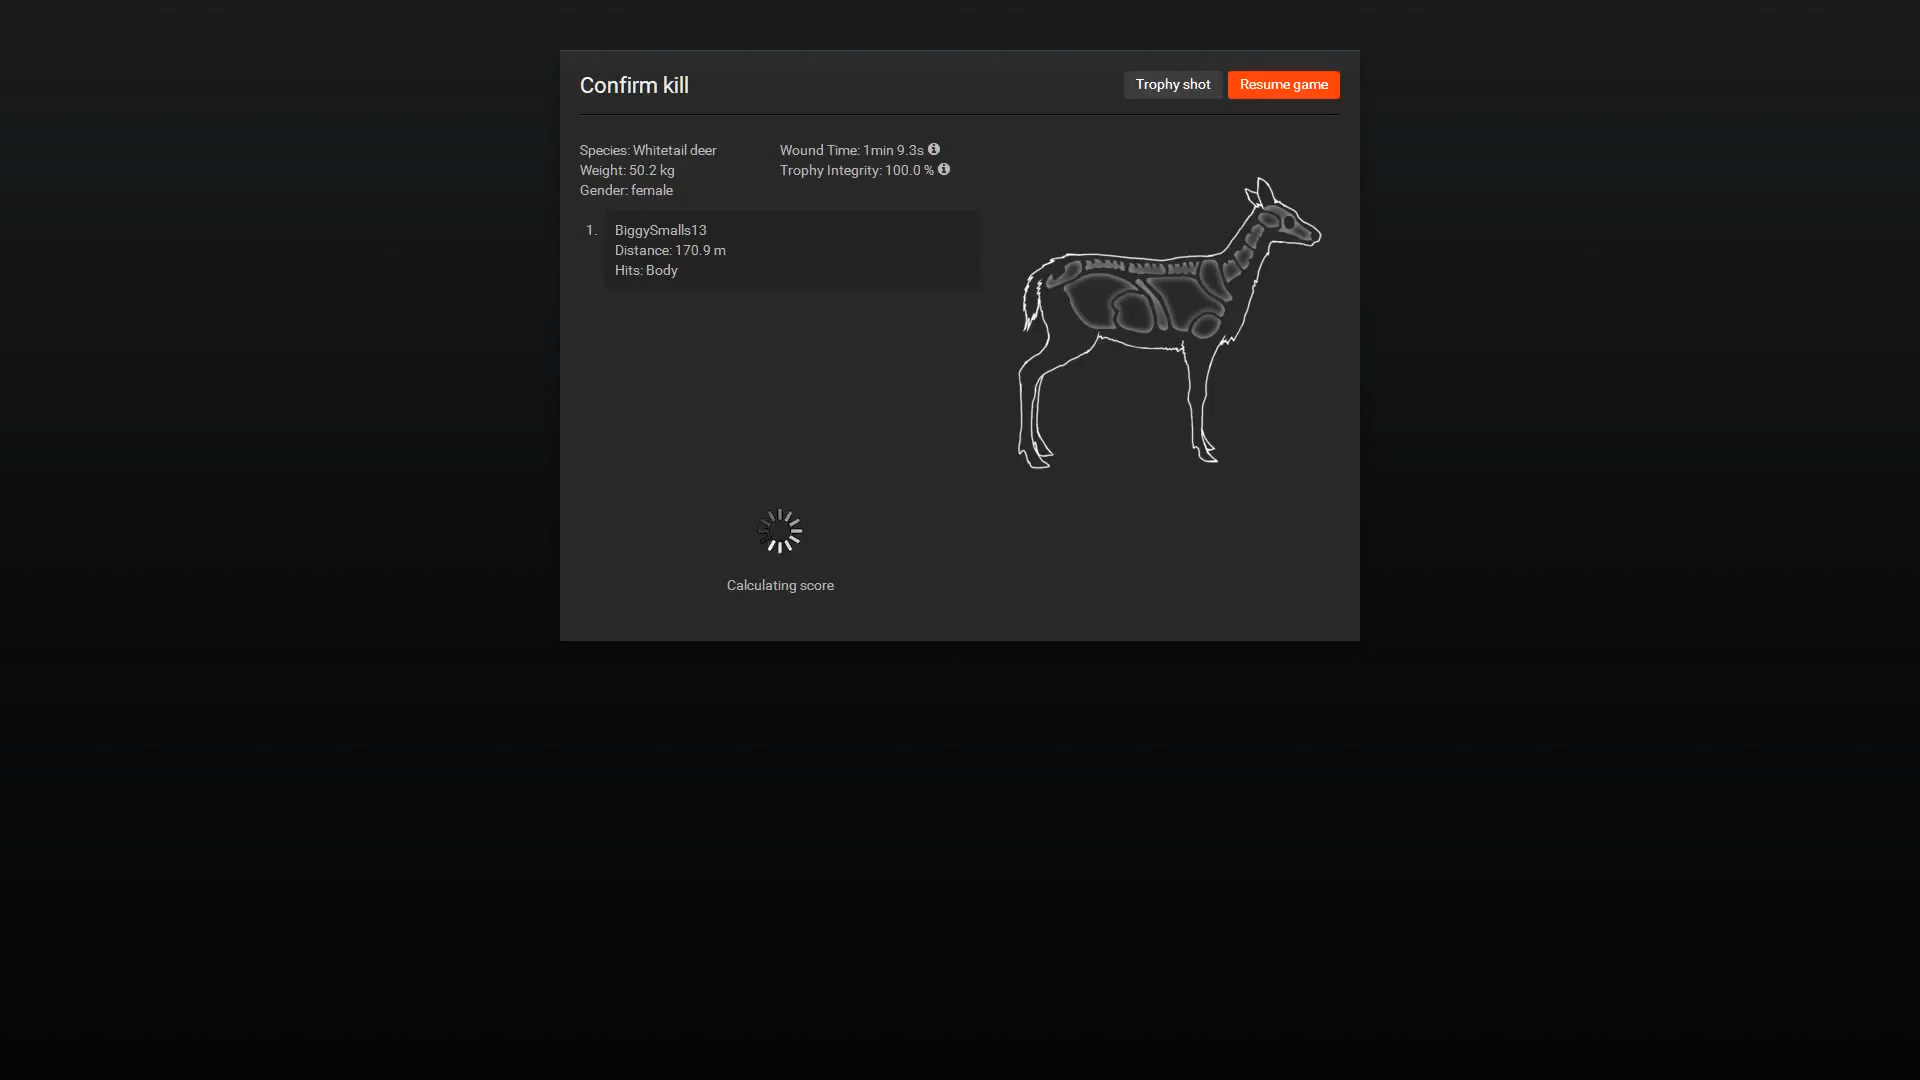 Confirm kill
Trophy shot
Resume game
Species: Whitetail deer
Weight: 50.2 kg
Gender: female
Wound Time: 1min 9.3s
Trophy Integrity: 100.0 %
1.
BiggySmalls13
Distance: 170.9 m
Hits: Body
Calculating score